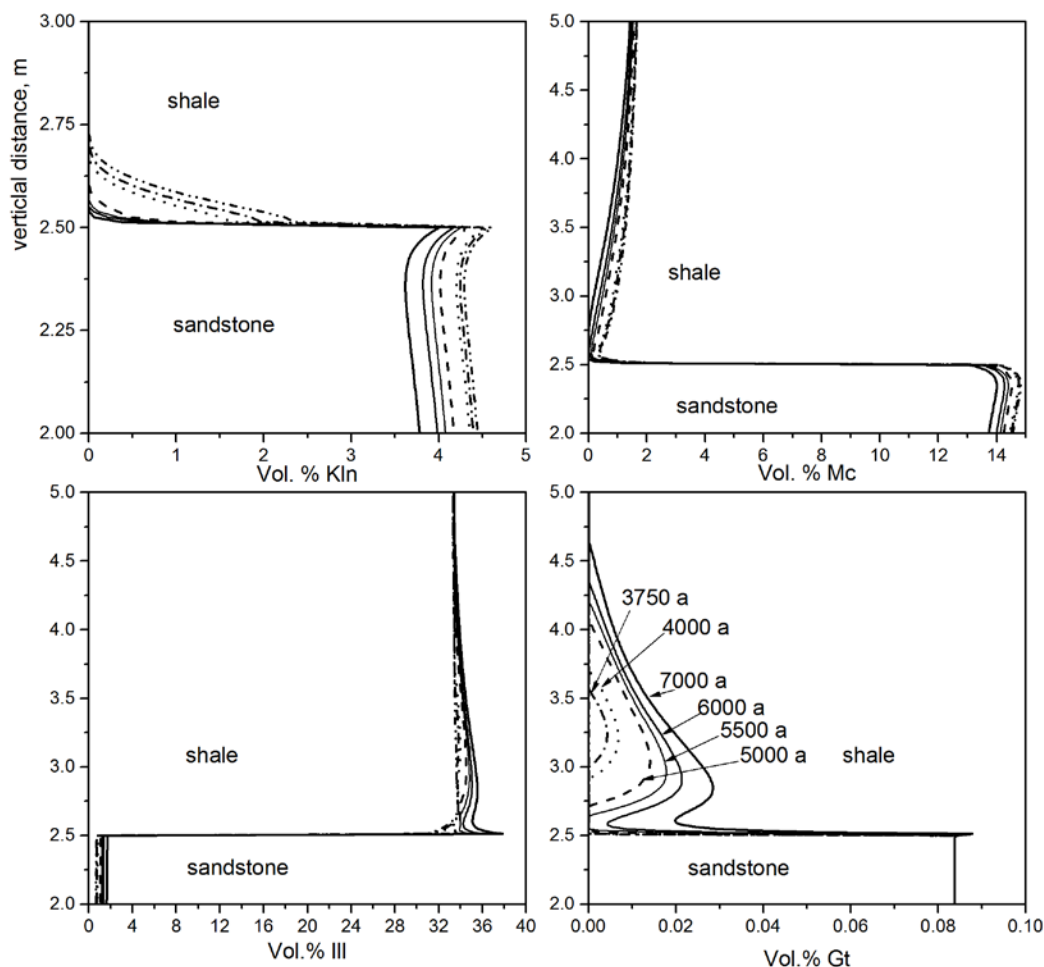 3.00
2.75
2.50
2.25
2.00
verticlal distance, m
shale
sandstone
0 1 2 3 4 5
Vol. % Kln
5.0
4.5
4.0
3.5
3.0
2.5
2.0
shale
sandstone
0 2 4 6 8 10 12 14
Vol. % Mc
5.0
4.5
4.0
3.5
3.0
2.5
2.0
shale
sandstone
0 4 8 12 16 20 24 28 32 36 40
Vol.% Ill
5.0
4.5
4.0
3.5
3.0
2.5
2.0
3750 a
4000 a
7000 a
6000 a
5500 a
5000 a
shale
sandstone
0.00 0.02 0.04 0.06 0.08 0.10
Vol.% Gt